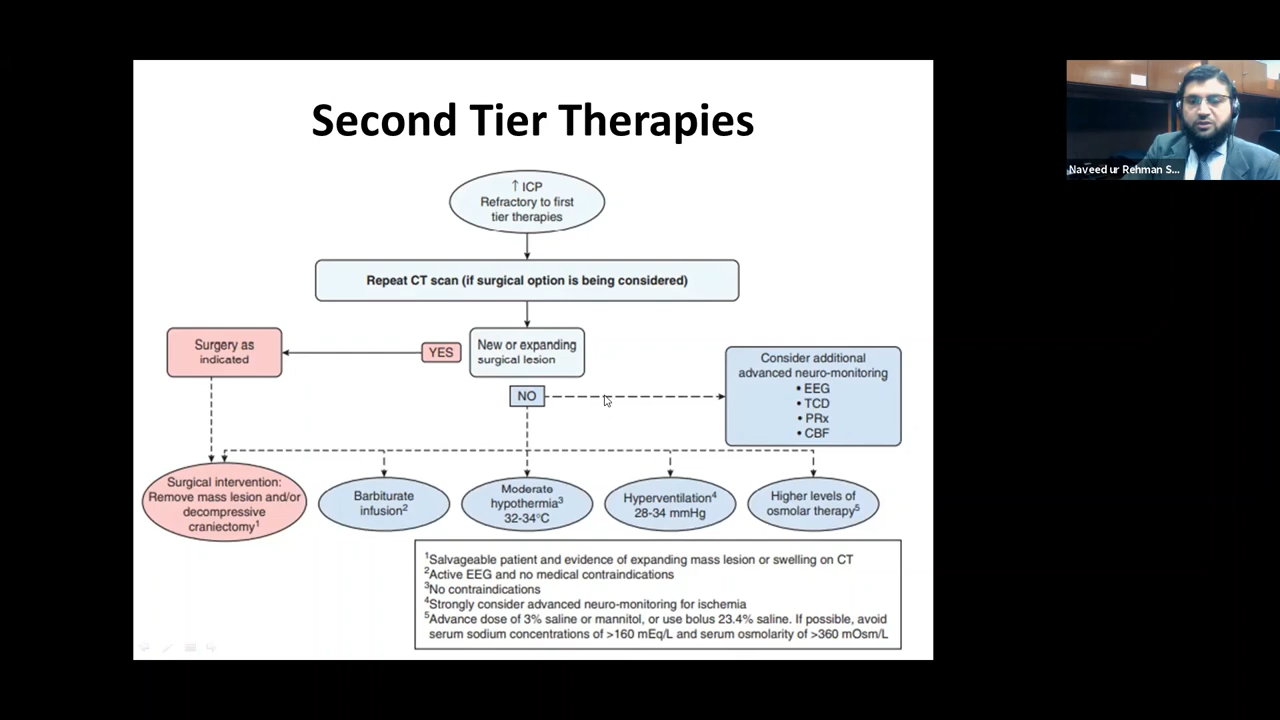 Second Tier Therapies
Naveed ur Rehman S...
↑ ICP
Refractory to first
tier therapies
Repeat CT scan (if surgical option is being considered)
Surgery as
indicated
YES
New or expanding
surgical lesion
NO
Consider additional
advanced neuro-monitoring
• EEG
• TCD
• PRx
• CBF
Surgical intervention:
Remove mass lesion and/or
decompressive
craniectomy¹
Barbiturate
infusion²
Moderate
hypothermia³
32-34°C
Hyperventilation⁴
28-34 mmHg
Higher levels of
osmolar therapy⁵
¹Salvageable patient and evidence of expanding mass lesion or swelling on CT
²Active EEG and no medical contraindications
³No contraindications
⁴Strongly consider advanced neuro-monitoring for ischemia
⁵Advance dose of 3% saline or mannitol, or use bolus 23.4% saline. If possible, avoid
serum sodium concentrations of >160 mEq/L and serum osmolarity of >360 mOsm/L